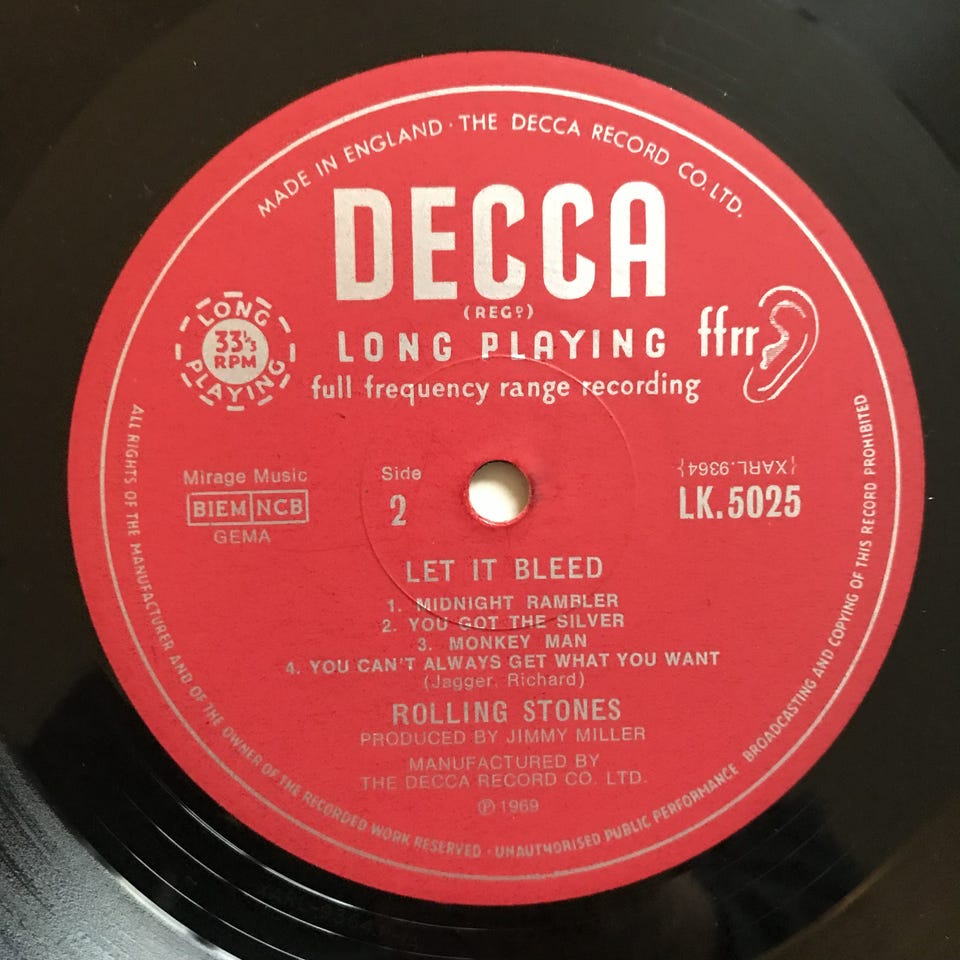 MADE IN ENGLAND · THE DECCA RECORD CO. LTD.
DECCA
(REGD)
LONG PLAYING ffrr
full frequency range recording
LONG
33⅓
RPM
PLAYING
Mirage Music
BIEM NCB
GEMA
Side
2
{XARL.9364}
LK.5025
LET IT BLEED
1. MIDNIGHT RAMBLER
2. YOU GOT THE SILVER
3. MONKEY MAN
4. YOU CAN'T ALWAYS GET WHAT YOU WANT
(Jagger, Richard)
ROLLING STONES
PRODUCED BY JIMMY MILLER
MANUFACTURED BY
THE DECCA RECORD CO. LTD.
℗ 1969
ALL RIGHTS OF THE MANUFACTURER AND OF THE OWNER OF THE RECORDED WORK RESERVED · UNAUTHORISED PUBLIC PERFORMANCE BROADCASTING AND COPYING OF THIS RECORD PROHIBITED